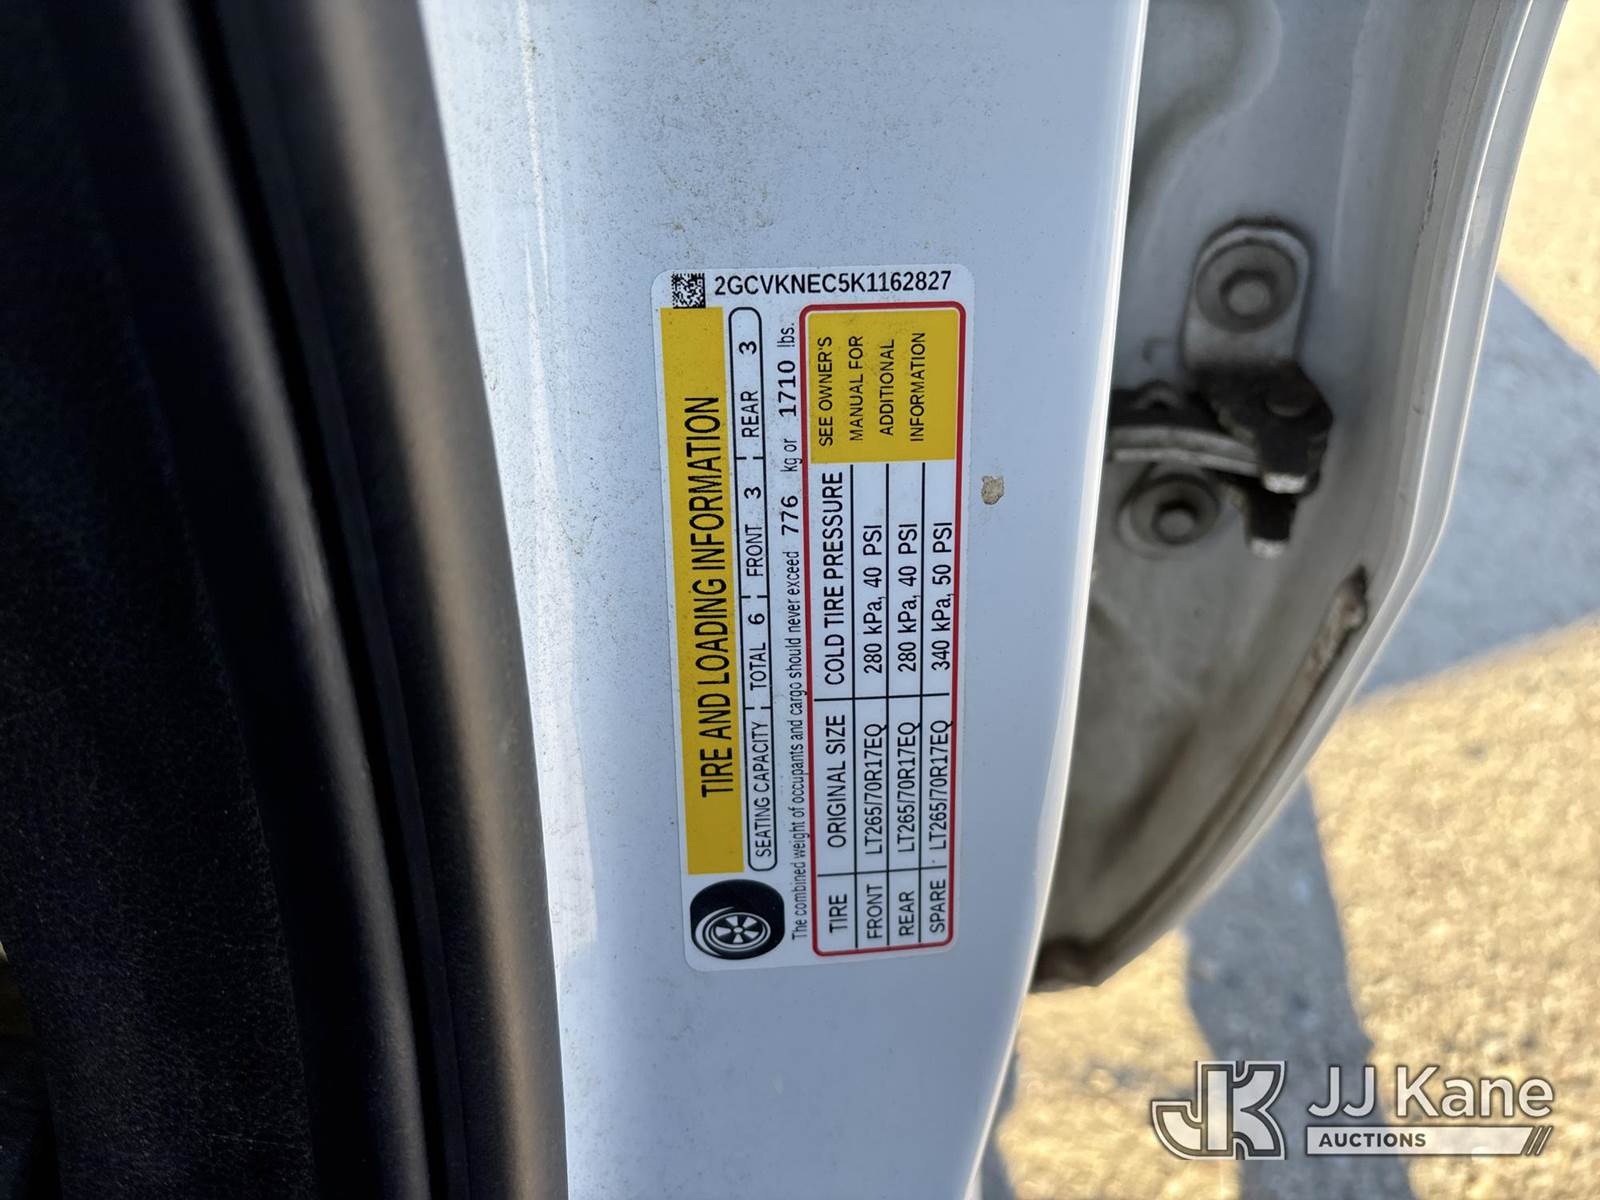 2GCVKNEC5K1162827
TIRE AND LOADING INFORMATION
SEATING CAPACITY TOTAL 6 FRONT 3 REAR 3
The combined weight of occupants and cargo should never exceed 776 kg or 1710 lbs.
TIRE ORIGINAL SIZE COLD TIRE PRESSURE
FRONT LT265/70R17EQ 280 kPa, 40 PSI
REAR LT265/70R17EQ 280 kPa, 40 PSI
SPARE LT265/70R17EQ 340 kPa, 50 PSI
SEE OWNER'S
MANUAL FOR
ADDITIONAL
INFORMATION
JK JJ Kane
AUCTIONS